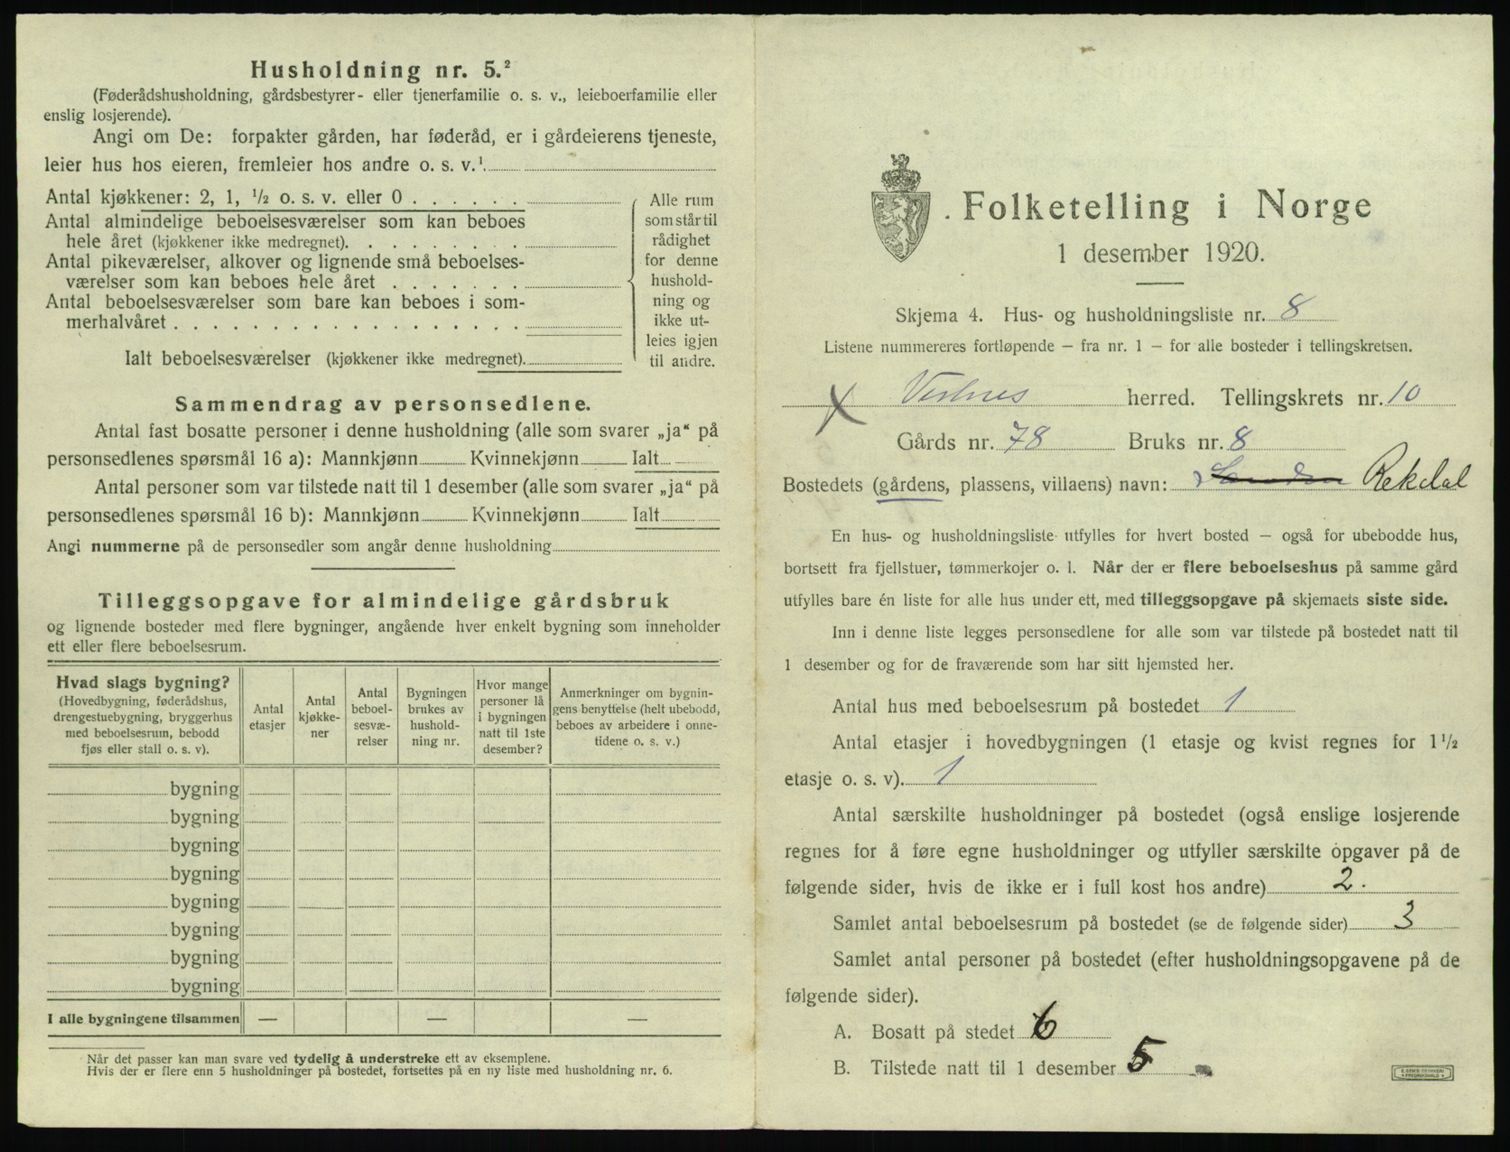 Husholdning nr. 5.²
(Føderådshusholdning, gårdsbestyrer- eller tjenerfamilie o. s. v., leieboerfamilie eller
enslig losjerende).
Angi om De: forpakter gården, har føderåd, er i gårdeierens tjeneste,
leier hus hos eieren, fremleier hos andre o. s. v.¹
Antal kjøkkener: 2, 1, ½ o. s. v. eller 0 . . . . . .
Antal almindelige beboelsesværelser som kan beboes
hele året (kjøkkener ikke medregnet). . . . . . . . .
Antal pikeværelser, alkover og lignende små beboelses-
værelser som kan beboes hele året . . . . . . .
Antal beboelsesværelser som bare kan beboes i som-
merhalvåret . . . . . . . . . . . . . . . . . .
Ialt beboelsesværelser (kjøkkener ikke medregnet).
Alle rum
som står til
rådighet
for denne
hushold-
ning og
ikke ut-
leies igjen
til andre.
Sammendrag av personsedlene.
Antal fast bosatte personer i denne husholdning (alle som svarer „ja" på
personsedlenes spørsmål 16 a): Mannkjønn Kvinnekjønn Ialt
Antal personer som var tilstede natt til 1 desember (alle som svarer „ja" på
personsedlenes spørsmål 16 b): Mannkjønn Kvinnekjønn Ialt
Angi nummerne på de personsedler som angår denne husholdning
Tilleggsopgave for almindelige gårdsbruk
og lignende bosteder med flere bygninger, angående hver enkelt bygning som inneholder
ett eller flere beboelsesrum.
Hvad slags bygning?
(Hovedbygning, føderådshus,
drengestuebygning, bryggerhus
med beboelsesrum, bebodd
fjøs eller stall o. s. v).
Antal
etasjer
Antal
kjøkke-
ner
Antal
beboel-
sesvæ-
relser
Bygningen
brukes av
hushold-
ning nr.
Hvor mange
personer lå
i bygningen
natt til 1ste
desember?
Anmerkninger om bygnin-
gens benyttelse (helt ubebodd,
beboes av arbeidere i onne-
tidene o. s. v.)
bygning
bygning
bygning
bygning
bygning
bygning
bygning
bygning
I alle bygningene tilsammen — — —
Når det passer kan man svare ved tydelig å understreke ett av eksemplene.
Hvis der er flere enn 5 husholdninger på bostedet, fortsettes på en ny liste med husholdning nr. 6.
Folketelling i Norge
1 desember 1920.
Skjema 4. Hus- og husholdningsliste nr. 8
Listene nummereres fortløpende — fra nr. 1 — for alle bosteder i tellingskretsen.
X Vestnes herred. Tellingskrets nr. 10
Gårds nr. 78 Bruks nr. 8
Bostedets (gårdens, plassens, villaens) navn: Rekdal
En hus- og husholdningsliste utfylles for hvert bosted — også for ubebodde hus,
bortsett fra fjellstuer, tømmerkojer o. l. Når der er flere beboelseshus på samme gård
utfylles bare én liste for alle hus under ett, med tilleggsopgave på skjemaets siste side.
Inn i denne liste legges personsedlene for alle som var tilstede på bostedet natt til
1 desember og for de fraværende som har sitt hjemsted her.
Antal hus med beboelsesrum på bostedet 1
Antal etasjer i hovedbygningen (1 etasje og kvist regnes for 1½
etasje o. s. v). 1
Antal særskilte husholdninger på bostedet (også enslige losjerende
regnes for å føre egne husholdninger og utfyller særskilte opgaver på de
følgende sider, hvis de ikke er i full kost hos andre) 2.
Samlet antal beboelsesrum på bostedet (se de følgende sider) 3
Samlet antal personer på bostedet (efter husholdningsopgavene på de
følgende sider).
A. Bosatt på stedet 6
B. Tilstede natt til 1 desember 5